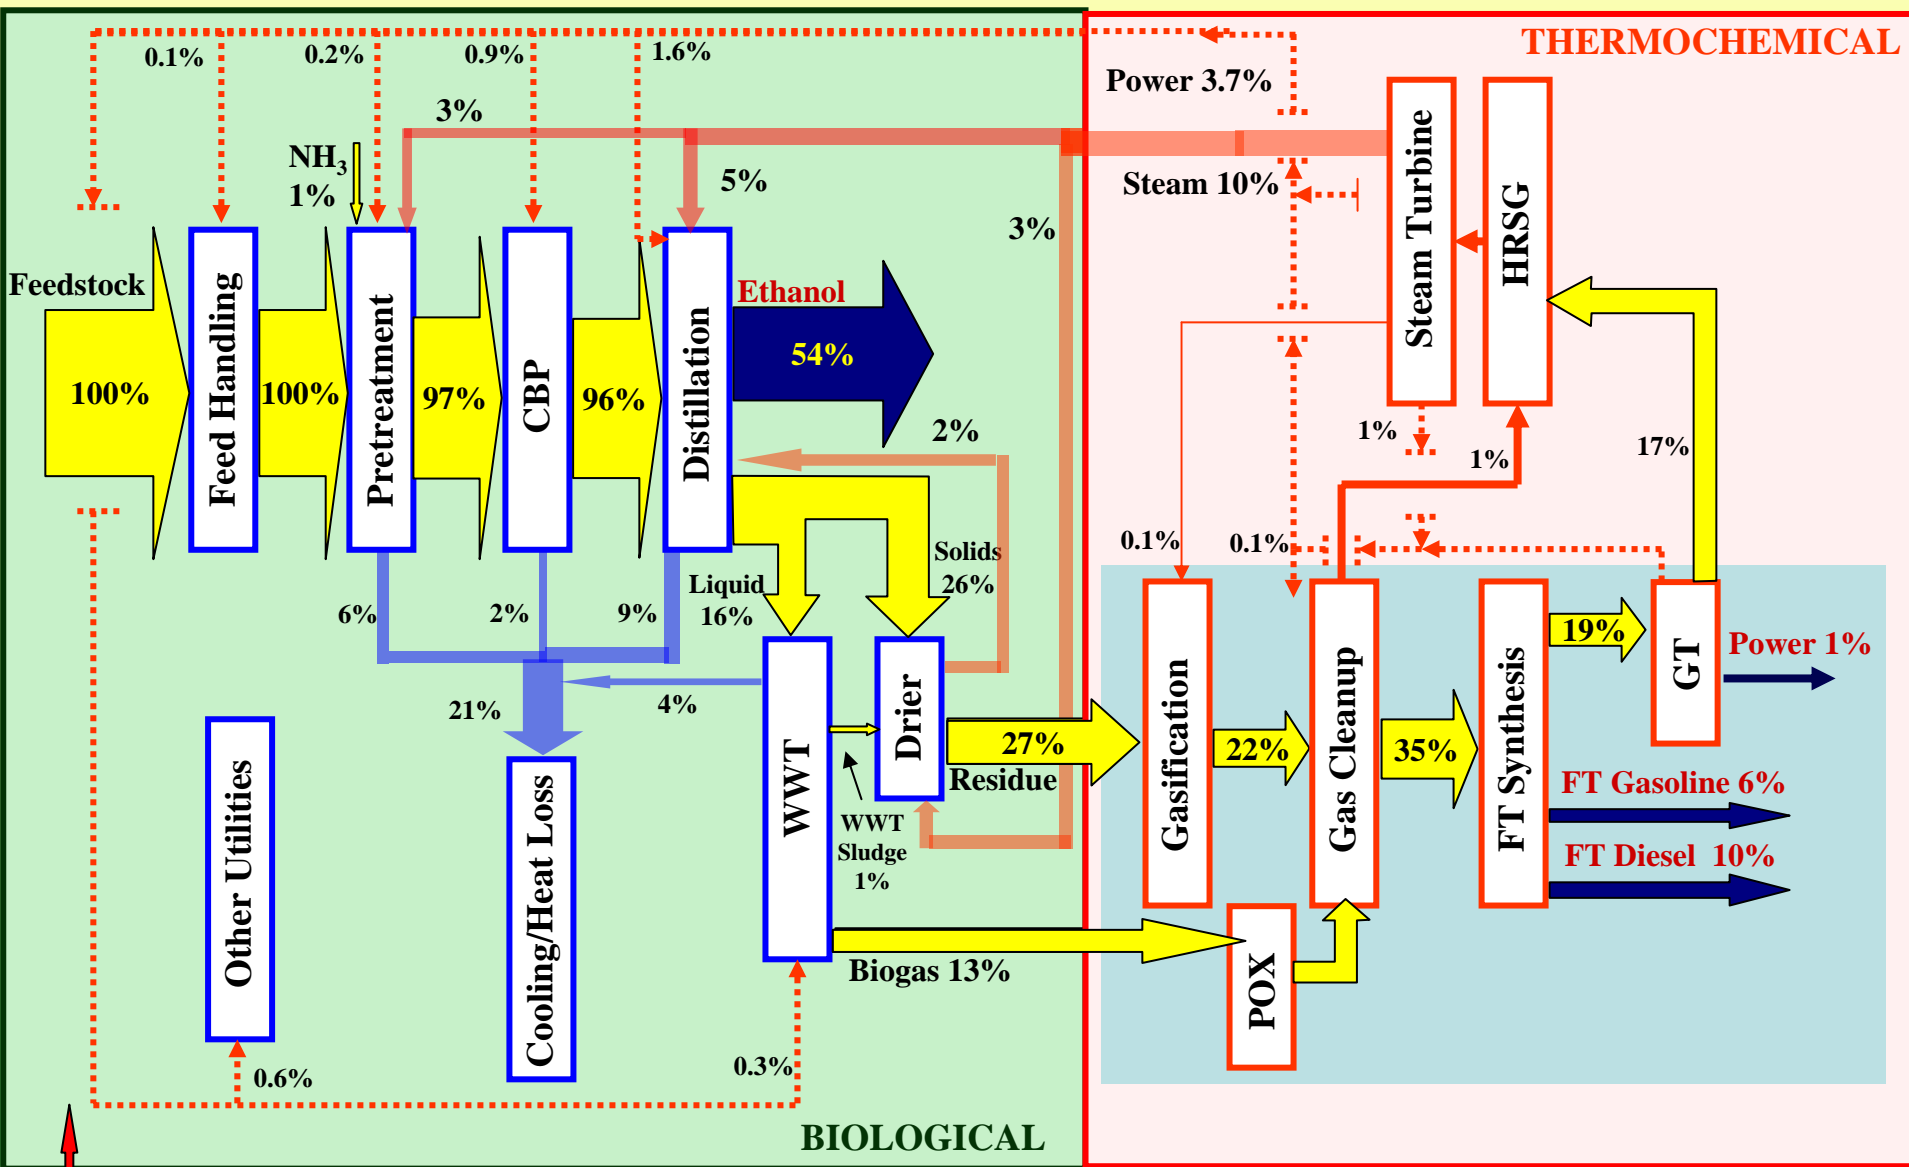 THERMOCHEMICAL
0.1%
0.2%
0.9%
1.6%
Power 3.7%
3%
NH3
1%
5%
Steam 10%
3%
Feedstock
100%
Feed Handling
100%
Pretreatment
97%
CBP
96%
Distillation
Ethanol
54%
2%
Steam Turbine
HRSG
1%
1%
17%
0.1%
0.1%
Solids
26%
Liquid
16%
6%
2%
9%
4%
21%
Other Utilities
Cooling/Heat Loss
WWT
Drier
WWT
Sludge
1%
27%
Residue
Gasification
22%
Gas Cleanup
35%
FT Synthesis
19%
GT
Power 1%
FT Gasoline 6%
FT Diesel 10%
Biogas 13%
POX
0.6%
0.3%
BIOLOGICAL